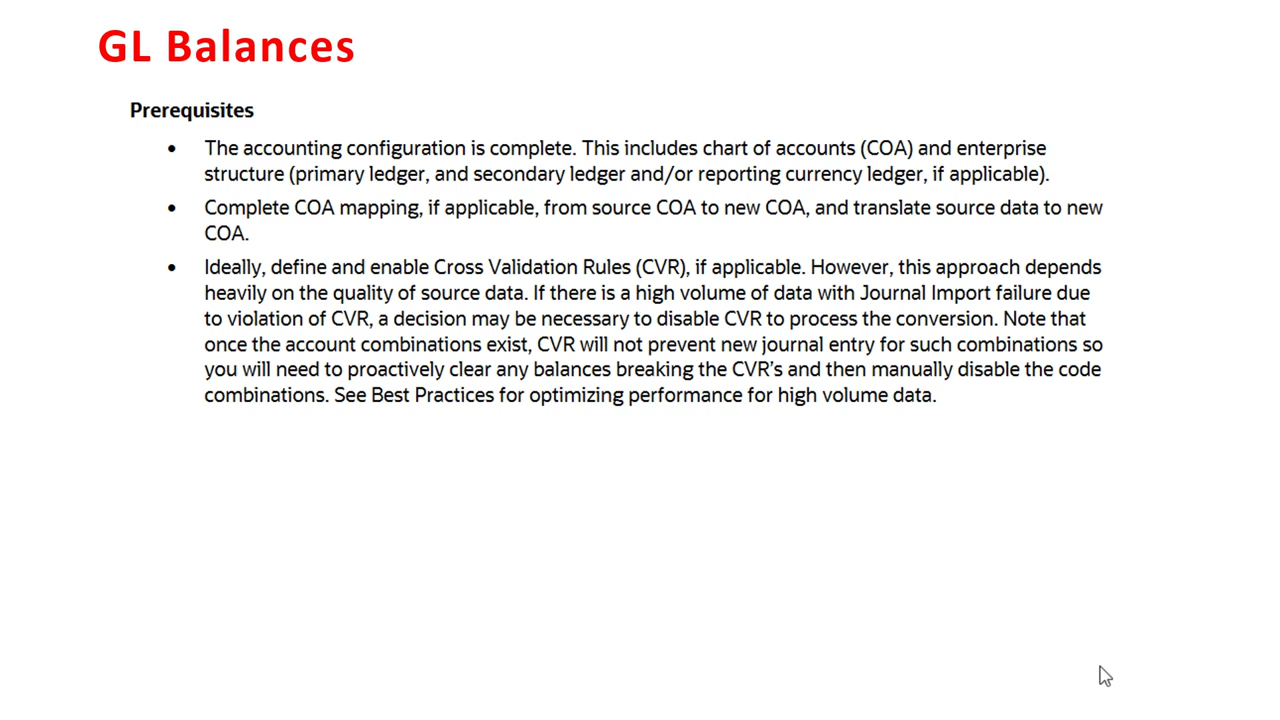 GL Balances
Prerequisites
• The accounting configuration is complete. This includes chart of accounts (COA) and enterprise
structure (primary ledger, and secondary ledger and/or reporting currency ledger, if applicable).
• Complete COA mapping, if applicable, from source COA to new COA, and translate source data to new
COA.
• Ideally, define and enable Cross Validation Rules (CVR), if applicable. However, this approach depends
heavily on the quality of source data. If there is a high volume of data with Journal Import failure due
to violation of CVR, a decision may be necessary to disable CVR to process the conversion. Note that
once the account combinations exist, CVR will not prevent new journal entry for such combinations so
you will need to proactively clear any balances breaking the CVR's and then manually disable the code
combinations. See Best Practices for optimizing performance for high volume data.